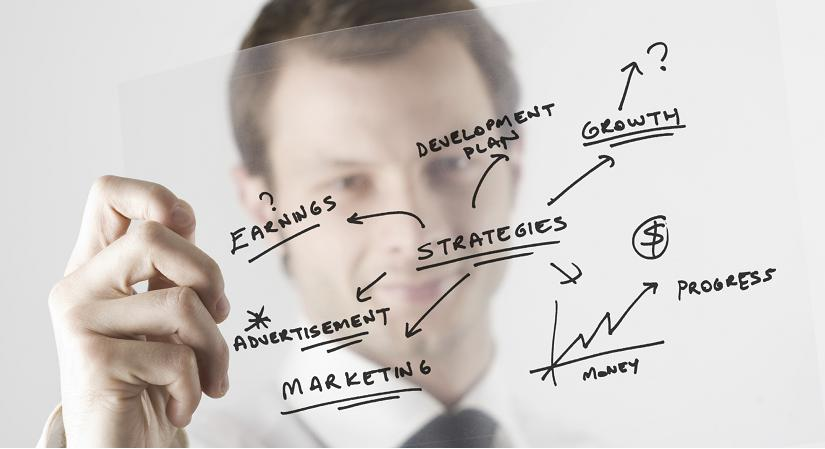 ?
GROWTH
DEVELOPMENT
PLAN
?
EARNINGS
STRATEGIES
$
PROGRESS
*
ADVERTISEMENT
MONEY
MARKETING